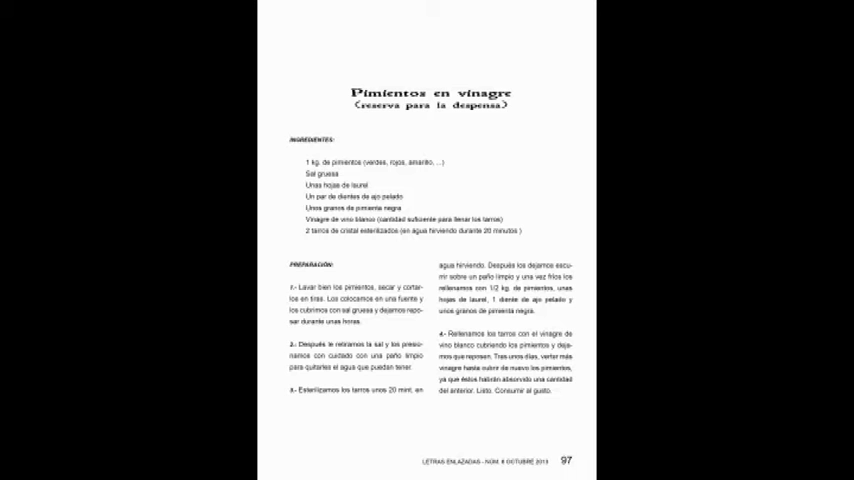 Pimientos en vinagre
(reserva para la despensa)
INGREDIENTES:
1 kg. de pimientos (verdes, rojos, amarillo, ...)
Sal gruesa
Unas hojas de laurel
Un par de dientes de ajo pelado
Unos granos de pimienta negra
Vinagre de vino blanco (cantidad suficiente para llenar los tarros)
2 tarros de cristal esterilizados (en agua hirviendo durante 20 minutos )
PREPARACIÓN:
1.- Lavar bien los pimientos, secar y cortar-
los en tiras. Los colocamos en una fuente y
los cubrimos con sal gruesa y dejamos repo-
sar durante unas horas.
2.- Después le retiramos la sal y los presio-
namos con cuidado con una paño limpio
para quitarles el agua que puedan tener.
3.- Esterilizamos los tarros unos 20 mint. en
agua hirviendo. Después los dejamos escu-
rrir sobre un paño limpio y una vez fríos los
rellenamos con 1/2 kg. de pimientos, unas
hojas de laurel, 1 diente de ajo pelado y
unos granos de pimienta negra.
4.- Rellenamos los tarros con el vinagre de
vino blanco cubriendo los pimientos y deja-
mos que reposen. Tras unos días, verter más
vinagre hasta cubrir de nuevo los pimientos,
ya que éstos habrán absorvido una cantidad
del anterior. Listo. Consumir al gusto.
LETRAS ENLAZADAS - NÚM. 6 OCTUBRE 2013 97